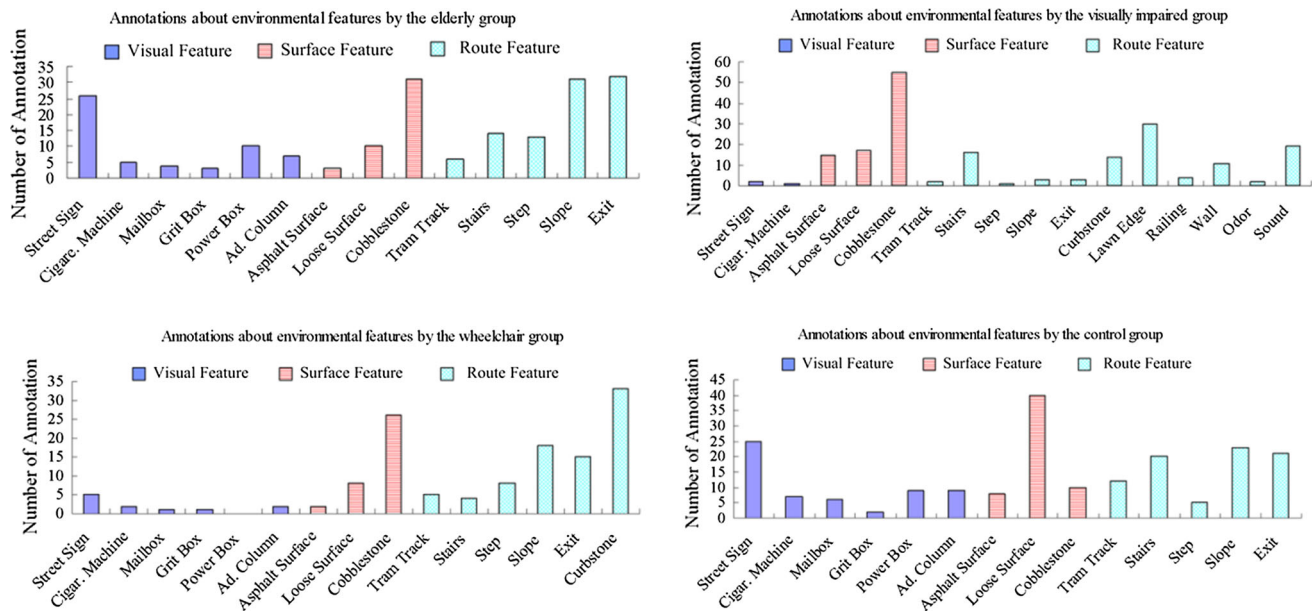 Annotations about environmental features by the elderly group
Visual Feature Surface Feature Route Feature
Number of Annotation
35
30
25
20
15
10
5
0
Street Sign
Cigare. Machine
Mailbox
Grit Box
Power Box
Ad. Column
Asphalt Surface
Loose Surface
Cobblestone
Tram Track
Stairs
Step
Slope
Exit
Annotations about environmental features by the visually impaired group
Visual Feature Surface Feature Route Feature
Number of Annotation
60
50
40
30
20
10
0
Street Sign
Cigar. Machine
Asphalt Surface
Loose Surface
Cobblestone
Tram Track
Stairs
Step
Slope
Exit
Curbstone
Lawn Edge
Railing
Wall
Odor
Sound
Annotations about environmental features by the wheelchair group
Visual Feature Surface Feature Route Feature
Number of Annotation
35
30
25
20
15
10
5
0
Street Sign
Cigar. Machine
Mailbox
Grit Box
Power Box
Ad. Column
Asphalt Surface
Loose Surface
Cobblestone
Tram Track
Stairs
Step
Slope
Exit
Curbstone
Annotations about environmental features by the control group
Visual Feature Surface Feature Route Feature
Number of Annotation
45
40
35
30
25
20
15
10
5
0
Street Sign
Cigar. Machine
Mailbox
Grit Box
Power Box
Ad. Column
Asphalt Surface
Loose Surface
Cobblestone
Tram Track
Stairs
Step
Slope
Exit